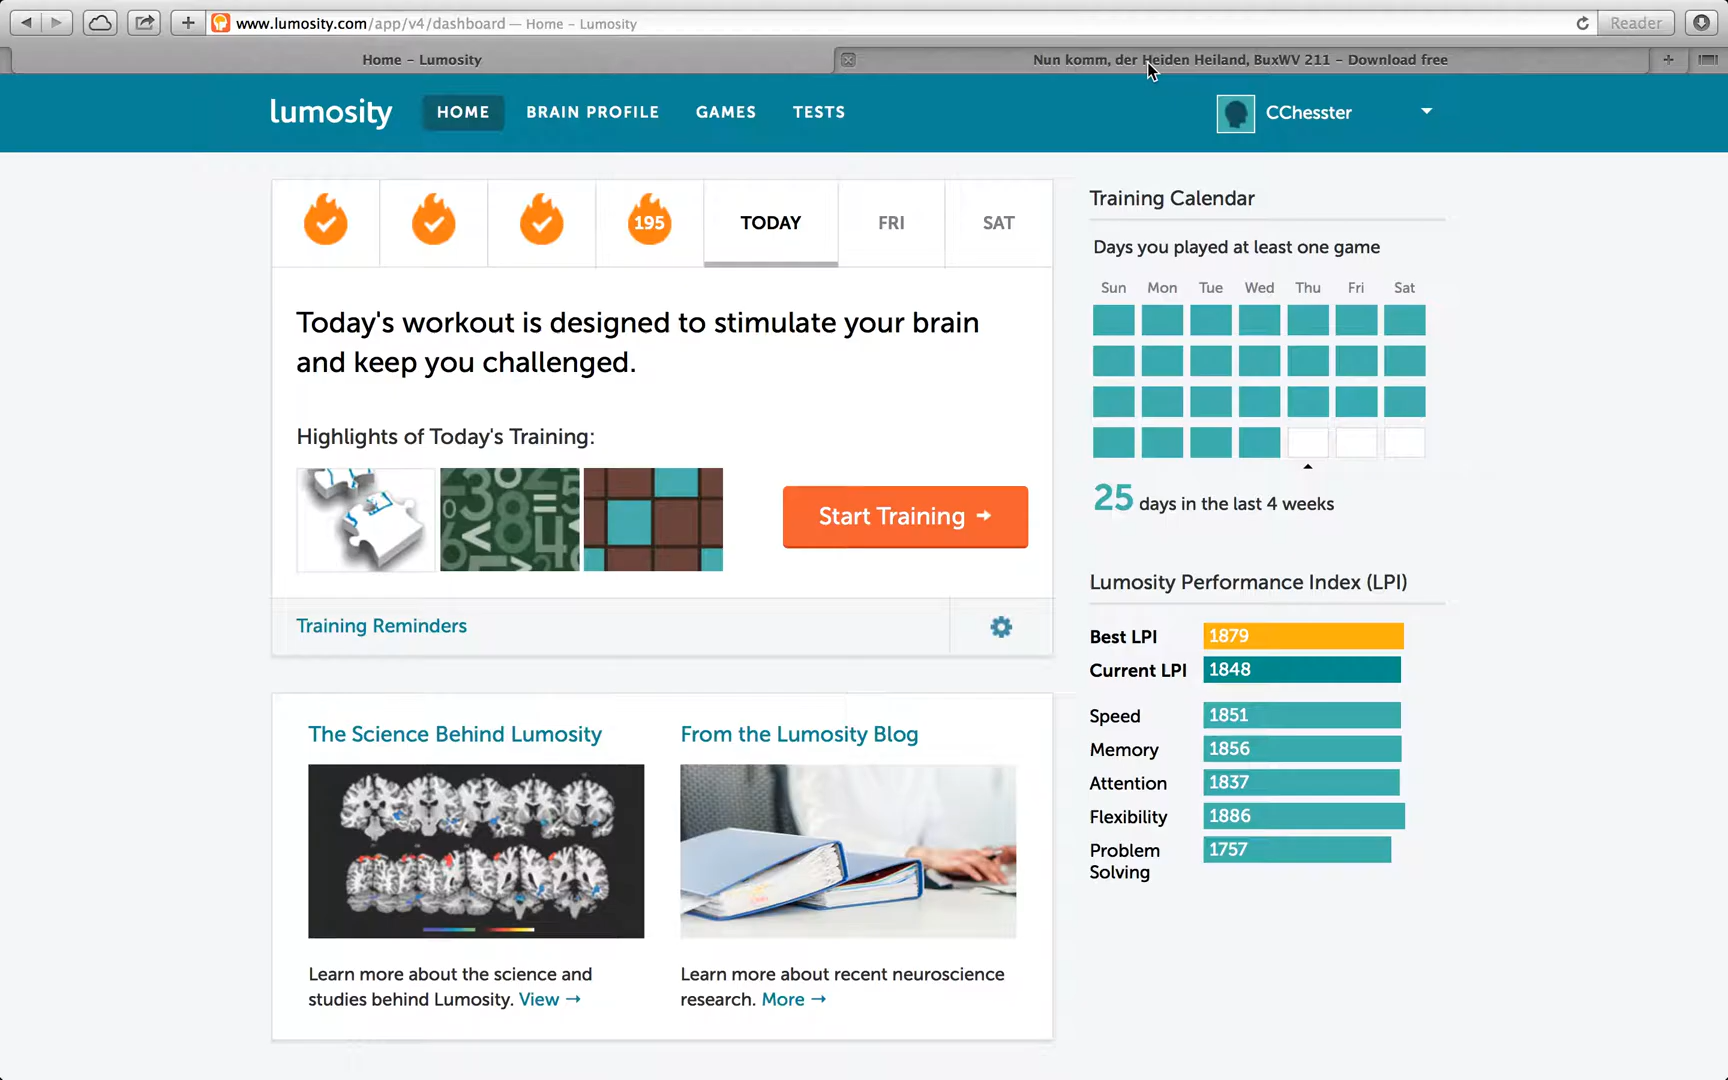 www.lumosity.com/app/v4/dashboard — Home – Lumosity
Reader
Home – Lumosity
Nun komm, der Heiden Heiland, BuxWV 211 – Download free
lumosity
HOME
BRAIN PROFILE
GAMES
TESTS
CChesster
195
TODAY
FRI
SAT
Today's workout is designed to stimulate your brain
and keep you challenged.
Highlights of Today's Training:
Start Training →
Training Reminders
The Science Behind Lumosity
Learn more about the science and
studies behind Lumosity. View →
From the Lumosity Blog
Learn more about recent neuroscience
research. More →
Training Calendar
Days you played at least one game
Sun Mon Tue Wed Thu Fri Sat
25 days in the last 4 weeks
Lumosity Performance Index (LPI)
Best LPI 1879
Current LPI 1848
Speed 1851
Memory 1856
Attention 1837
Flexibility 1886
Problem Solving 1757